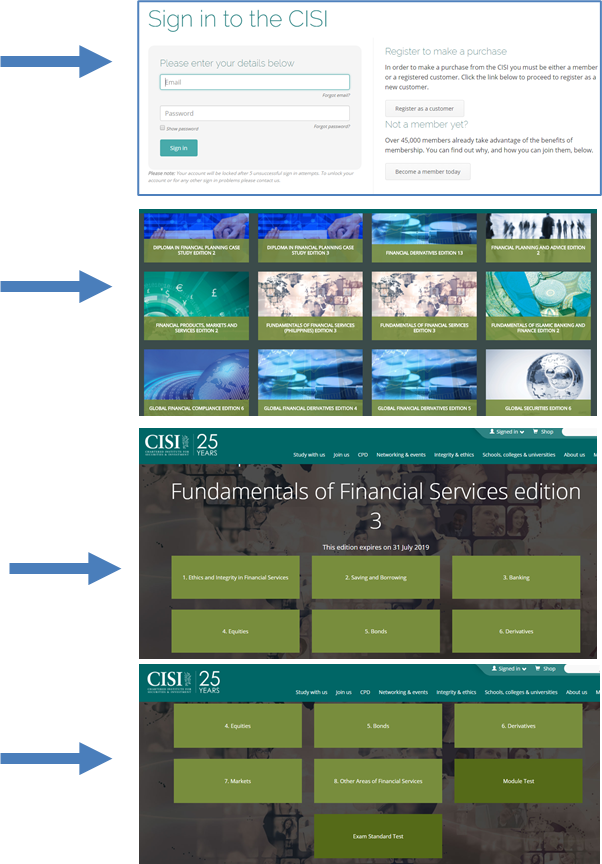 Sign in to the CISI
Please enter your details below
Email
Forgot email?
Password
Show password
Forgot password?
Sign in
Please note: Your account will be locked after 5 unsuccessful sign in attempts. To unlock
your account or for any other sign in problems please contact us.
Register to make a purchase
In order to make a purchase from the CISI you must be either a member
or a registered customer. Click the link below to proceed to register as a
new customer.
Register as a customer
Not a member yet?
Over 45,000 members already take advantage of the benefits of
membership. You can find out why, and how you can join them, below.
Become a member today
DIPLOMA IN FINANCIAL PLANNING CASE
STUDY EDITION 2
DIPLOMA IN FINANCIAL PLANNING CASE
STUDY EDITION 3
FINANCIAL DERIVATIVES EDITION 13
FINANCIAL PLANNING AND ADVICE EDITION
2
FINANCIAL PRODUCTS, MARKETS AND
SERVICES EDITION 2
FUNDAMENTALS OF FINANCIAL SERVICES
(PHILIPPINES) EDITION 3
FUNDAMENTALS OF FINANCIAL SERVICES
EDITION 3
FUNDAMENTALS OF ISLAMIC BANKING AND
FINANCE EDITION 2
GLOBAL FINANCIAL COMPLIANCE EDITION 6
GLOBAL FINANCIAL DERIVATIVES EDITION 4
GLOBAL FINANCIAL DERIVATIVES EDITION 5
GLOBAL SECURITIES EDITION 6
CISI 25
YEARS
CHARTERED INSTITUTE FOR
SECURITIES & INVESTMENT
Signed in Shop
Study with us Join us CPD Networking & events Integrity & ethics Schools, colleges & universities About us M
Fundamentals of Financial Services edition
3
This edition expires on 31 July 2019
1. Ethics and Integrity in Financial Services
2. Saving and Borrowing
3. Banking
4. Equities
5. Bonds
6. Derivatives
CISI 25
YEARS
CHARTERED INSTITUTE FOR
SECURITIES & INVESTMENT
Signed in Shop
Study with us Join us CPD Networking & events Integrity & ethics Schools, colleges & universities About us M
4. Equities
5. Bonds
6. Derivatives
7. Markets
8. Other Areas of Financial Services
Module Test
Exam Standard Test